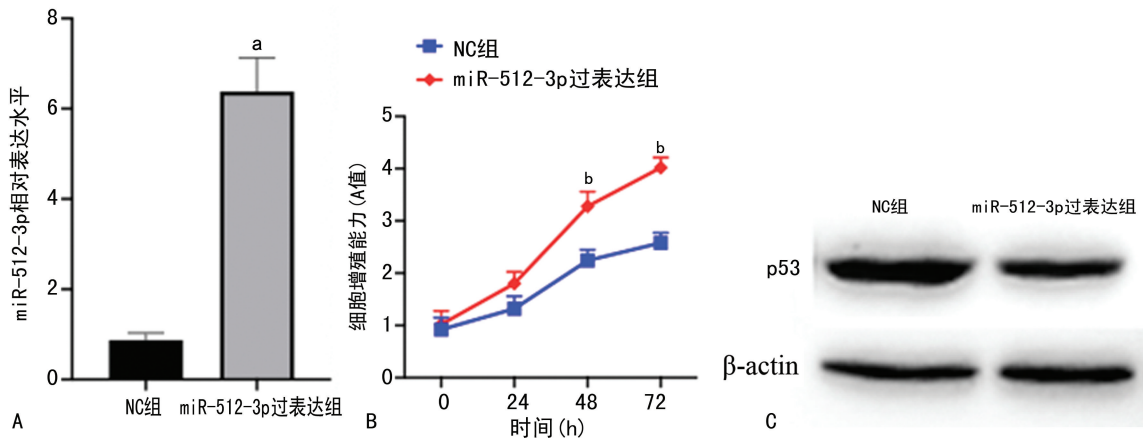 8
6
4
2
0
miR-512-3p相对表达水平
a
NC组
miR-512-3p过表达组
A
NC组
miR-512-3p过表达组
5
4
3
2
1
0
细胞增殖能力(A值)
b
b
0
24
48
72
时间(h)
B
NC组
miR-512-3p过表达组
p53
β-actin
C